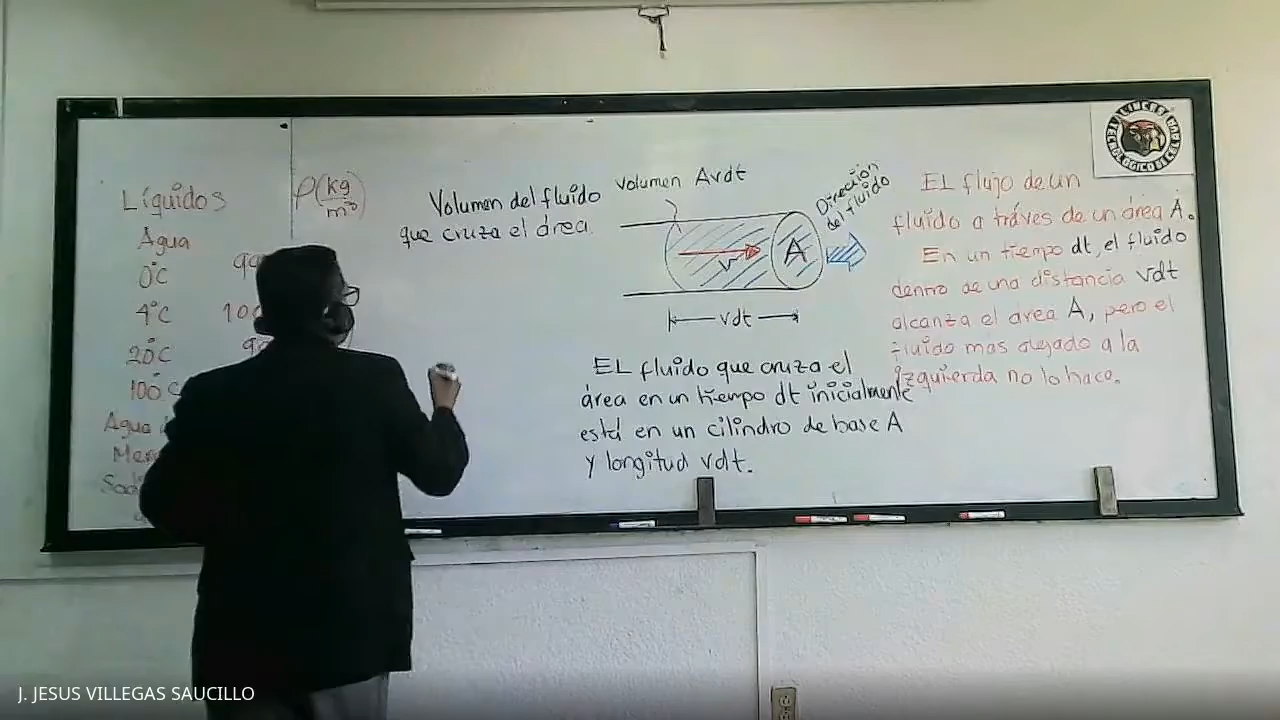 Líquidos
ρ(kg/m³)
Agua
0°C
4°C
20°C
100°C
Agua
Volumen del fluido
que cruza el área.
Volumen Avdt
Dirección
del fluido
v
A
vdt
EL fluido que cruza el
área en un tiempo dt inicialmente
está en un cilindro de base A
y longitud vdt.
EL flujo de un
fluido a tráves de un área A.
En un tiempo dt, el fluido
dentro de una distancia vdt
alcanza el área A, pero el
fluido mas alejado a la
izquierda no lo hace.
J. JESUS VILLEGAS SAUCILLO